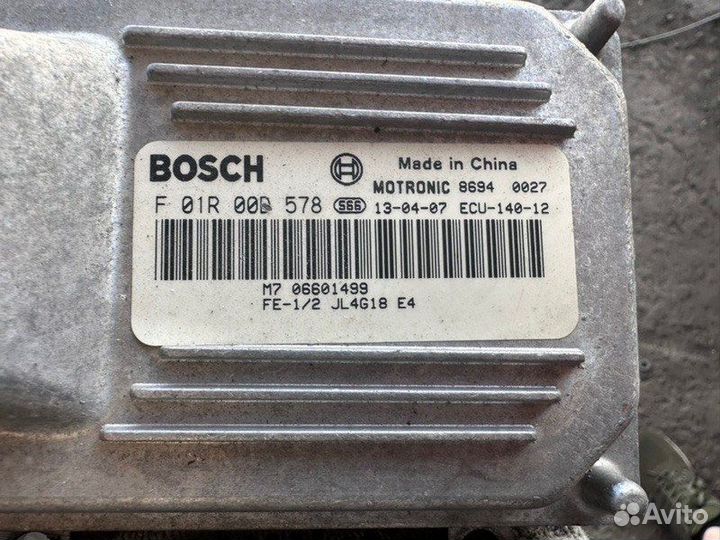 BOSCH Made in China
MOTRONIC 8694 0027
F 01R 00D 578 566 13-04-07 ECU-140-12
M7 06601499
FE-1/2 JL4G18 E4
Avito